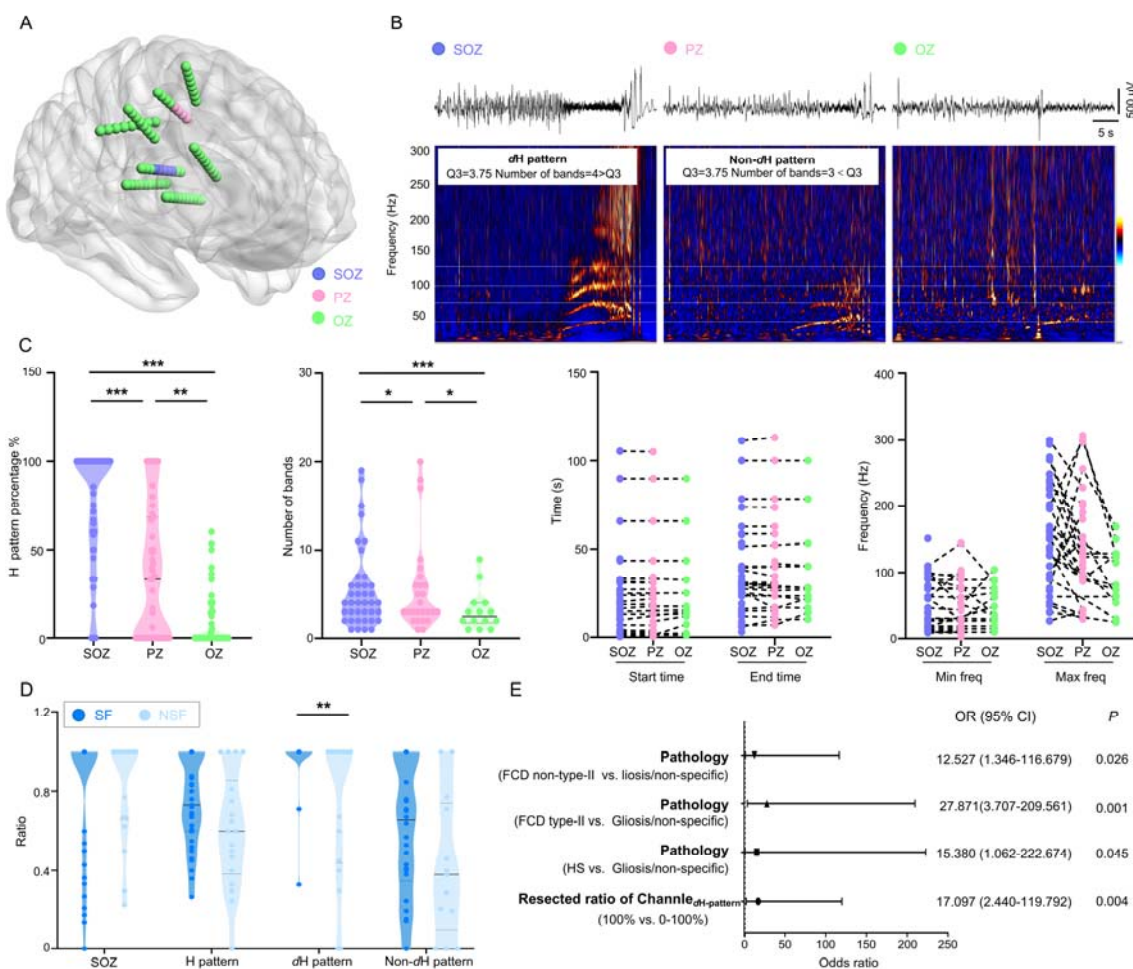 A
SOZ
PZ
OZ
B
SOZ
PZ
OZ
500 uV
5 s
dH pattern
Q3=3.75 Number of bands=4>Q3
Non-dH pattern
Q3=3.75 Number of bands=3 < Q3
Frequency (Hz)
300
250
200
150
100
50
C
H pattern percentage %
150
100
50
0
***
***
**
SOZ
PZ
OZ
Number of bands
30
20
10
0
***
*
*
SOZ
PZ
OZ
Time (s)
150
100
50
0
SOZ PZ OZ
SOZ PZ OZ
Start time
End time
Frequency (Hz)
400
300
200
100
0
SOZ PZ OZ
SOZ PZ OZ
Min freq
Max freq
D
SF
NSF
**
Ratio
1.2
0.8
0.4
0
SOZ
H pattern
dH pattern
Non-dH pattern
E
OR (95% CI)
P
Pathology
(FCD non-type-II vs. liosis/non-specific)
12.527 (1.346-116.679)
0.026
Pathology
(FCD type-II vs. Gliosis/non-specific)
27.871(3.707-209.561)
0.001
Pathology
(HS vs. Gliosis/non-specific)
15.380 (1.062-222.674)
0.045
Resected ratio of ChannledH-pattern
(100% vs. 0-100%)
17.097 (2.440-119.792)
0.004
0
50
100
150
200
250
Odds ratio